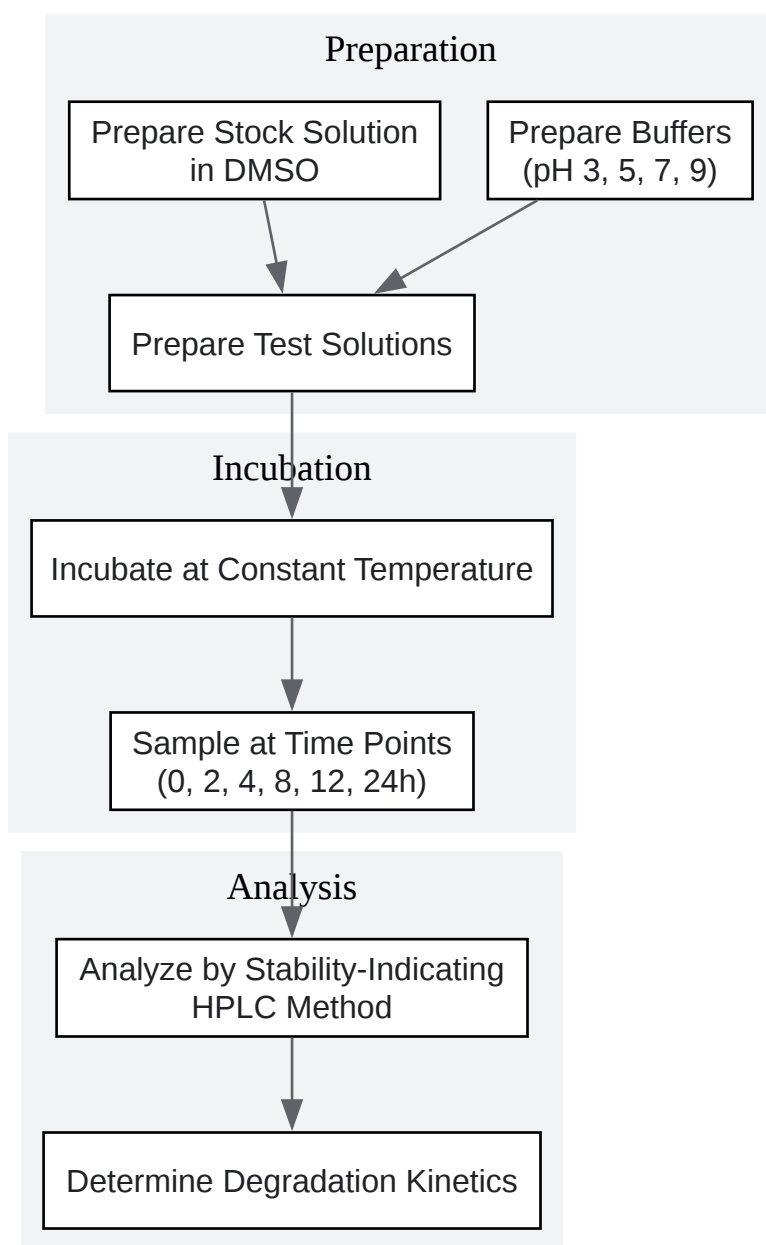 Preparation
Prepare Stock Solution
in DMSO
Prepare Buffers
(pH 3, 5, 7, 9)
Prepare Test Solutions
Incubation
Incubate at Constant Temperature
Sample at Time Points
(0, 2, 4, 8, 12, 24h)
Analysis
Analyze by Stability-Indicating
HPLC Method
Determine Degradation Kinetics